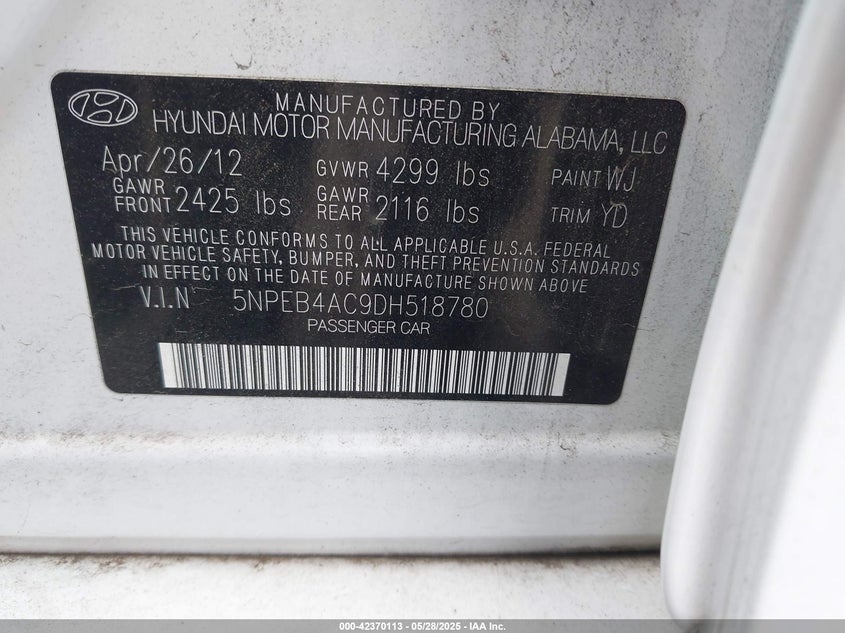 MANUFACTURED BY
HYUNDAI MOTOR MANUFACTURING ALABAMA, LLC
Apr/26/12 GVWR 4299 lbs PAINT WJ
GAWR FRONT 2425 lbs GAWR REAR 2116 lbs TRIM YD
THIS VEHICLE CONFORMS TO ALL APPLICABLE U.S.A. FEDERAL
MOTOR VEHICLE SAFETY, BUMPER, AND THEFT PREVENTION STANDARDS
IN EFFECT ON THE DATE OF MANUFACTURE SHOWN ABOVE
V.I.N 5NPEB4AC9DH518780
PASSENGER CAR
000-42370113 - 05/28/2025 - IAA Inc.